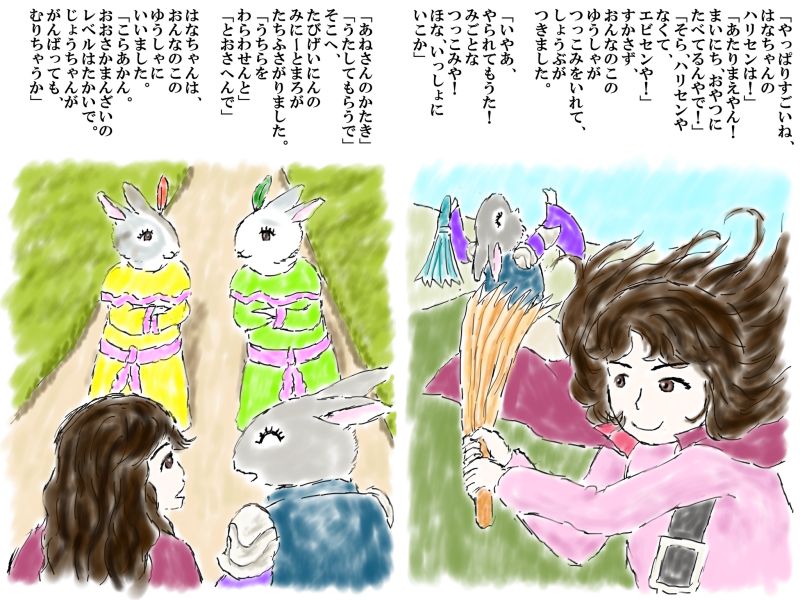 「やっぱりすごいね、
はなちゃんの
ハリセンは！」
「あたりまえやん！
まいにち、おやつに
たべてるんやで！」
「そら、ハリセンや
なくて、
エビセンや！」
すかさず、
おんなのこの
ゆうしゃが
つっこみをいれて、
しょうぶが
つきました。
「いやあ、
やられてもうた！
みごとな
つっこみや！
ほな、いっしょに
いこか」
「あねさんのかたき」
「うたしてもらうで」
そこへ、
たびげいにんの
みにーとまろが
たちふさがりました。
「うちらを
わらわせんと」
「とおさへんで」
はなちゃんは、
おんなのこの
ゆうしゃに
いいました。
「こらあかん。
おおさかまんざいの
レベルはたかいで。
じょうちゃんが
がんばっても、
むりちゃうか」